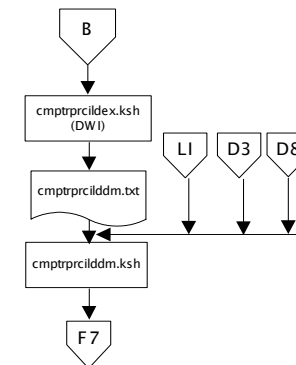 B
cmptrprcildex.ksh
(DWI)
LI
D3
D8
cmptrprcilddm.txt
cmptrprcilddm.ksh
F7